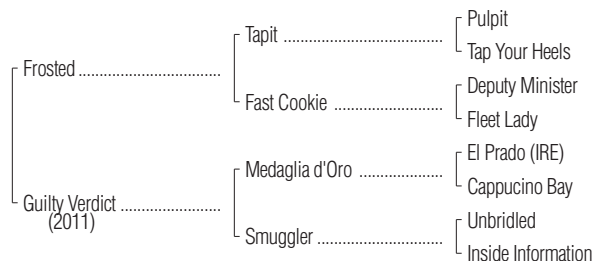 Pulpit
Tapit
Tap Your Heels
Frosted
Deputy Minister
Fast Cookie
Fleet Lady
El Prado (IRE)
Medaglia d'Oro
Cappucino Bay
Guilty Verdict
(2011)
Unbridled
Smuggler
Inside Information